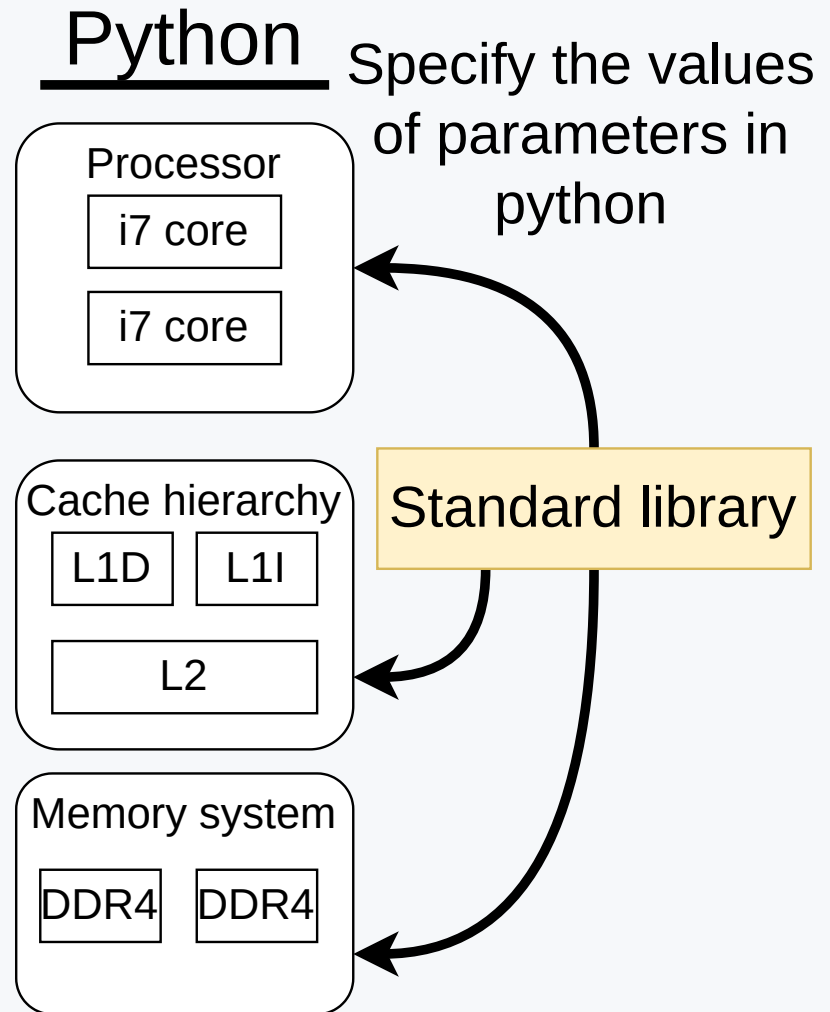 Python
Specify the values
of parameters in
python
Processor
i7 core
i7 core
Cache hierarchy
L1D
L1I
L2
Standard library
Memory system
DDR4
DDR4